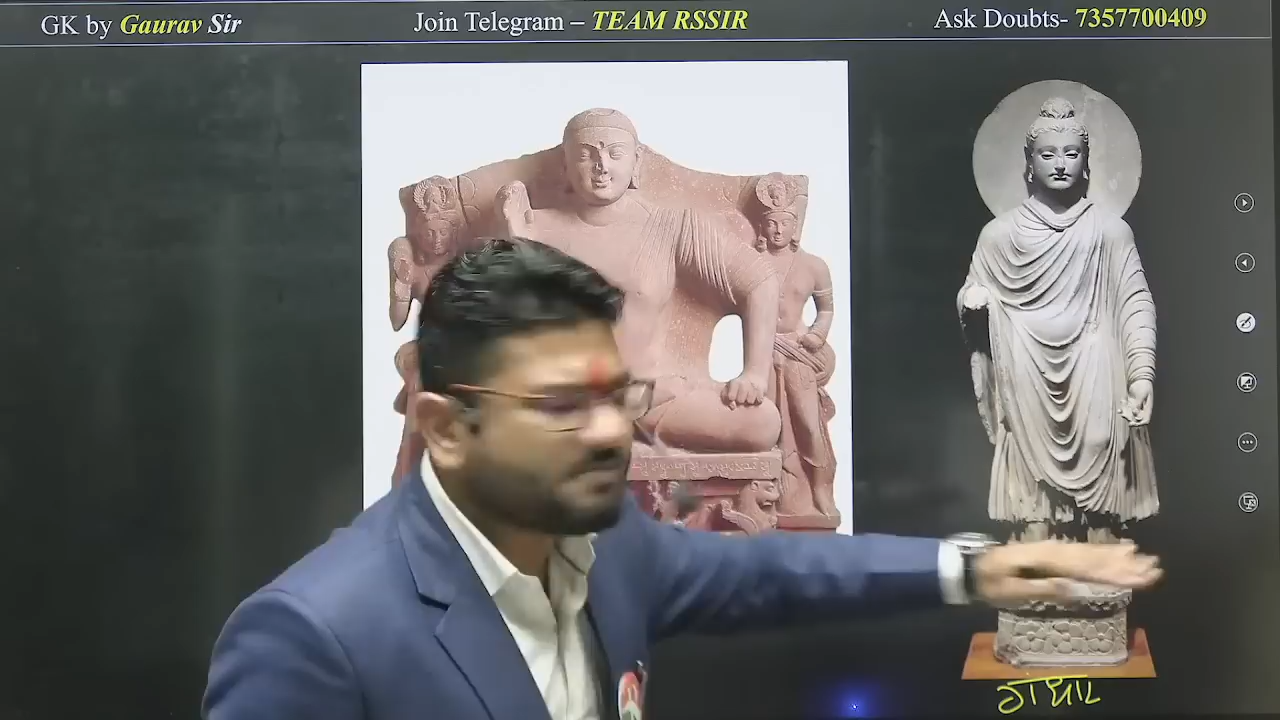 GK by Gaurav Sir
Join Telegram – TEAM RSSIR
Ask Doubts- 7357700409
गांधार